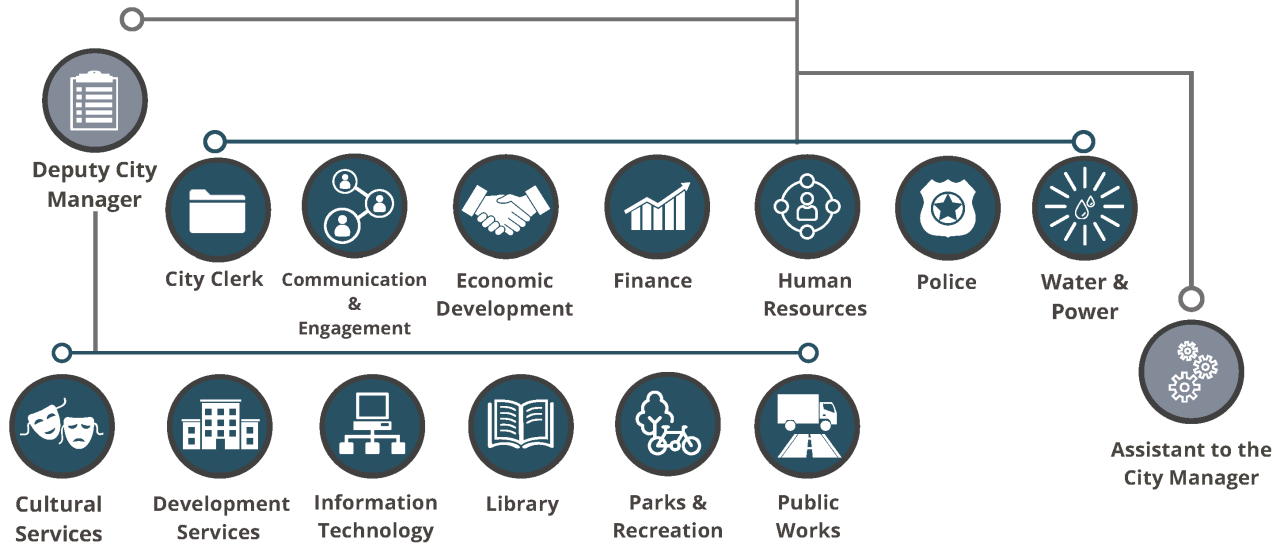 Deputy City
Manager
City Clerk
Communication
&
Engagement
Economic
Development
Finance
Human
Resources
Police
Water &
Power
Assistant to the
City Manager
Cultural
Services
Development
Services
Information
Technology
Library
Parks &
Recreation
Public
Works